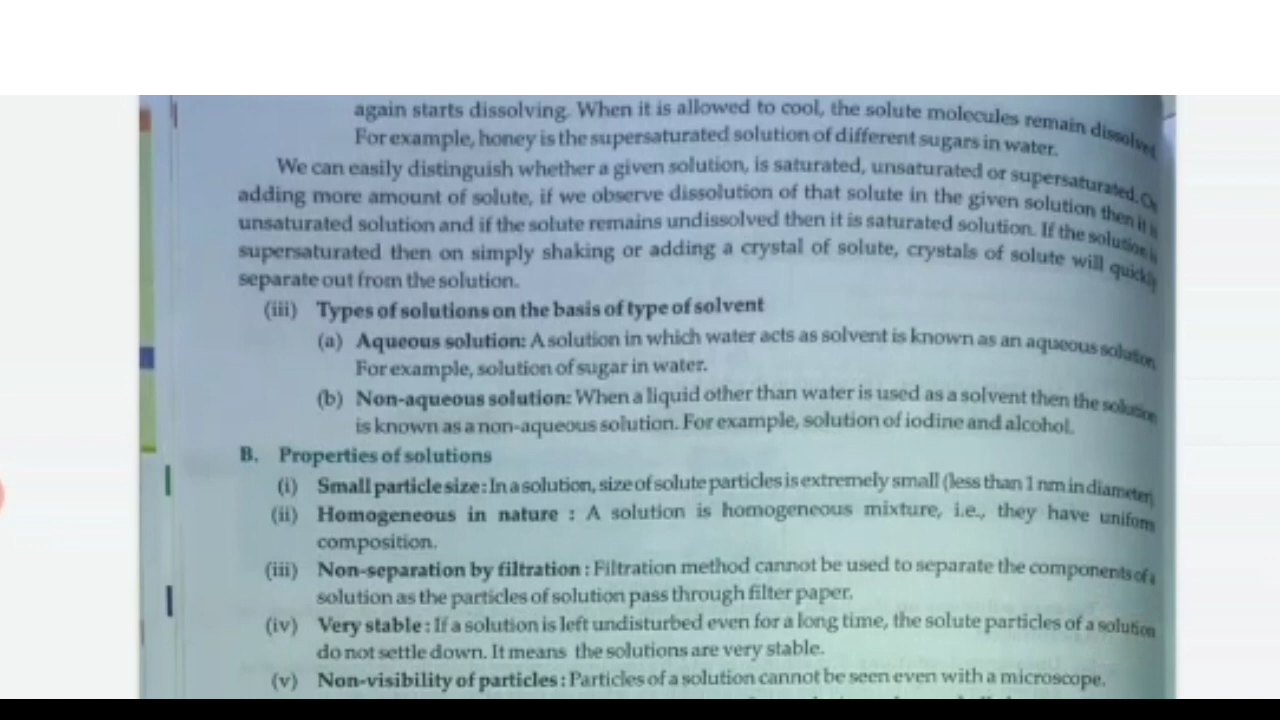 again starts dissolving. When it is allowed to cool, the solute molecules remain dissolved.
For example, honey is the supersaturated solution of different sugars in water.
We can easily distinguish whether a given solution, is saturated, unsaturated or supersaturated. On
adding more amount of solute, if we observe dissolution of that solute in the given solution then it is
unsaturated solution and if the solute remains undissolved then it is saturated solution. If the solution is
supersaturated then on simply shaking or adding a crystal of solute, crystals of solute will quickly
separate out from the solution.
(iii) Types of solutions on the basis of type of solvent
(a) Aqueous solution: A solution in which water acts as solvent is known as an aqueous solution.
For example, solution of sugar in water.
(b) Non-aqueous solution: When a liquid other than water is used as a solvent then the solution
is known as a non-aqueous solution. For example, solution of iodine and alcohol.
B. Properties of solutions
(i) Small particle size : In a solution, size of solute particles is extremely small (less than 1 nm in diameter)
(ii) Homogeneous in nature : A solution is homogeneous mixture, i.e., they have uniform
composition.
(iii) Non-separation by filtration : Filtration method cannot be used to separate the components of a
solution as the particles of solution pass through filter paper.
(iv) Very stable : If a solution is left undisturbed even for a long time, the solute particles of a solution
do not settle down. It means the solutions are very stable.
(v) Non-visibility of particles : Particles of a solution cannot be seen even with a microscope.